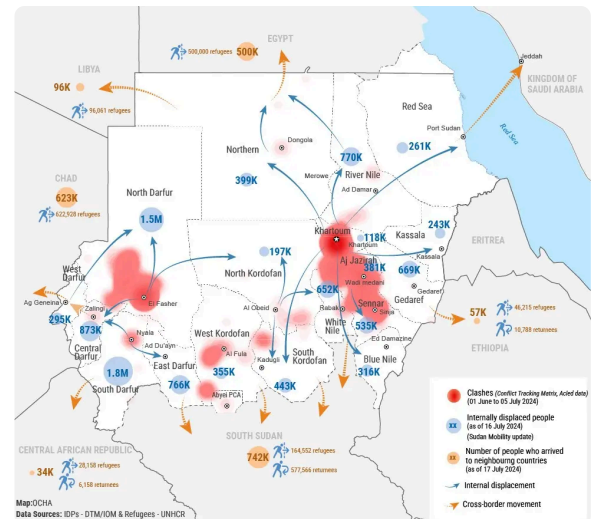 EGYPT
500,000 refugees 500K
LIBYA
96K
96,061 refugees
Jeddah
KINGDOM OF
SAUDI ARABIA
Red Sea
Port Sudan
Red Sea
261K
Dongola
Northern
399K
770K
River Nile
Merowe
Ad Damar
CHAD
623K
622,928 refugees
North Darfur
1.5M
Khartoum
118K
Khartoum
Kassala
243K
Kassala
ERITREA
197K
North Kordofan
Aj Jazirah
381K
Wadi medani
669K
Gedaref
Gedaref
West
Darfur
Ag Geneina
295K
Zalingi
Fasher
873K
Central
Darfur
Nyala
Ad Du'ayn
East Darfur
1.8M
South Darfur
766K
Al Obeid
652K
Rabak
White
Nile
Sennar
Sinja
535K
Ed Damazine
Blue Nile
316K
West Kordofan
Al Fula
355K
Kadugli
South
Kordofan
443K
Abyei PCA
57K
46,215 refugees
10,788 returnees
ETHIOPIA
CENTRAL AFRICAN REPUBLIC
34K
28,158 refugees
6,158 returnees
SOUTH SUDAN
742K
164,552 refugees
577,566 returnees
Clashes (Conflict Tracking Matrix, Acled data)
(01 June to 05 July 2024)
xx
Internally displaced people
(as of 16 July 2024)
(Sudan Mobility update)
xx
Number of people who arrived
to neighbouring countries
(as of 17 July 2024)
Internal displacement
Cross-border movement
Map:OCHA
Data Sources: IDPs - DTM/IOM & Refugees - UNHCR